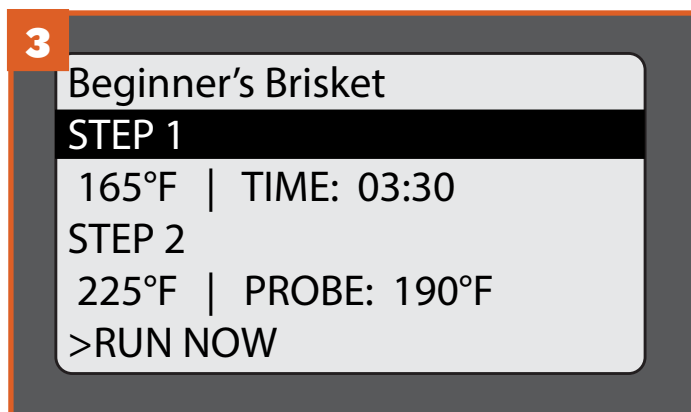 3
Beginner’s Brisket
STEP 1
165°F | TIME: 03:30
STEP 2
225°F | PROBE: 190°F
>RUN NOW